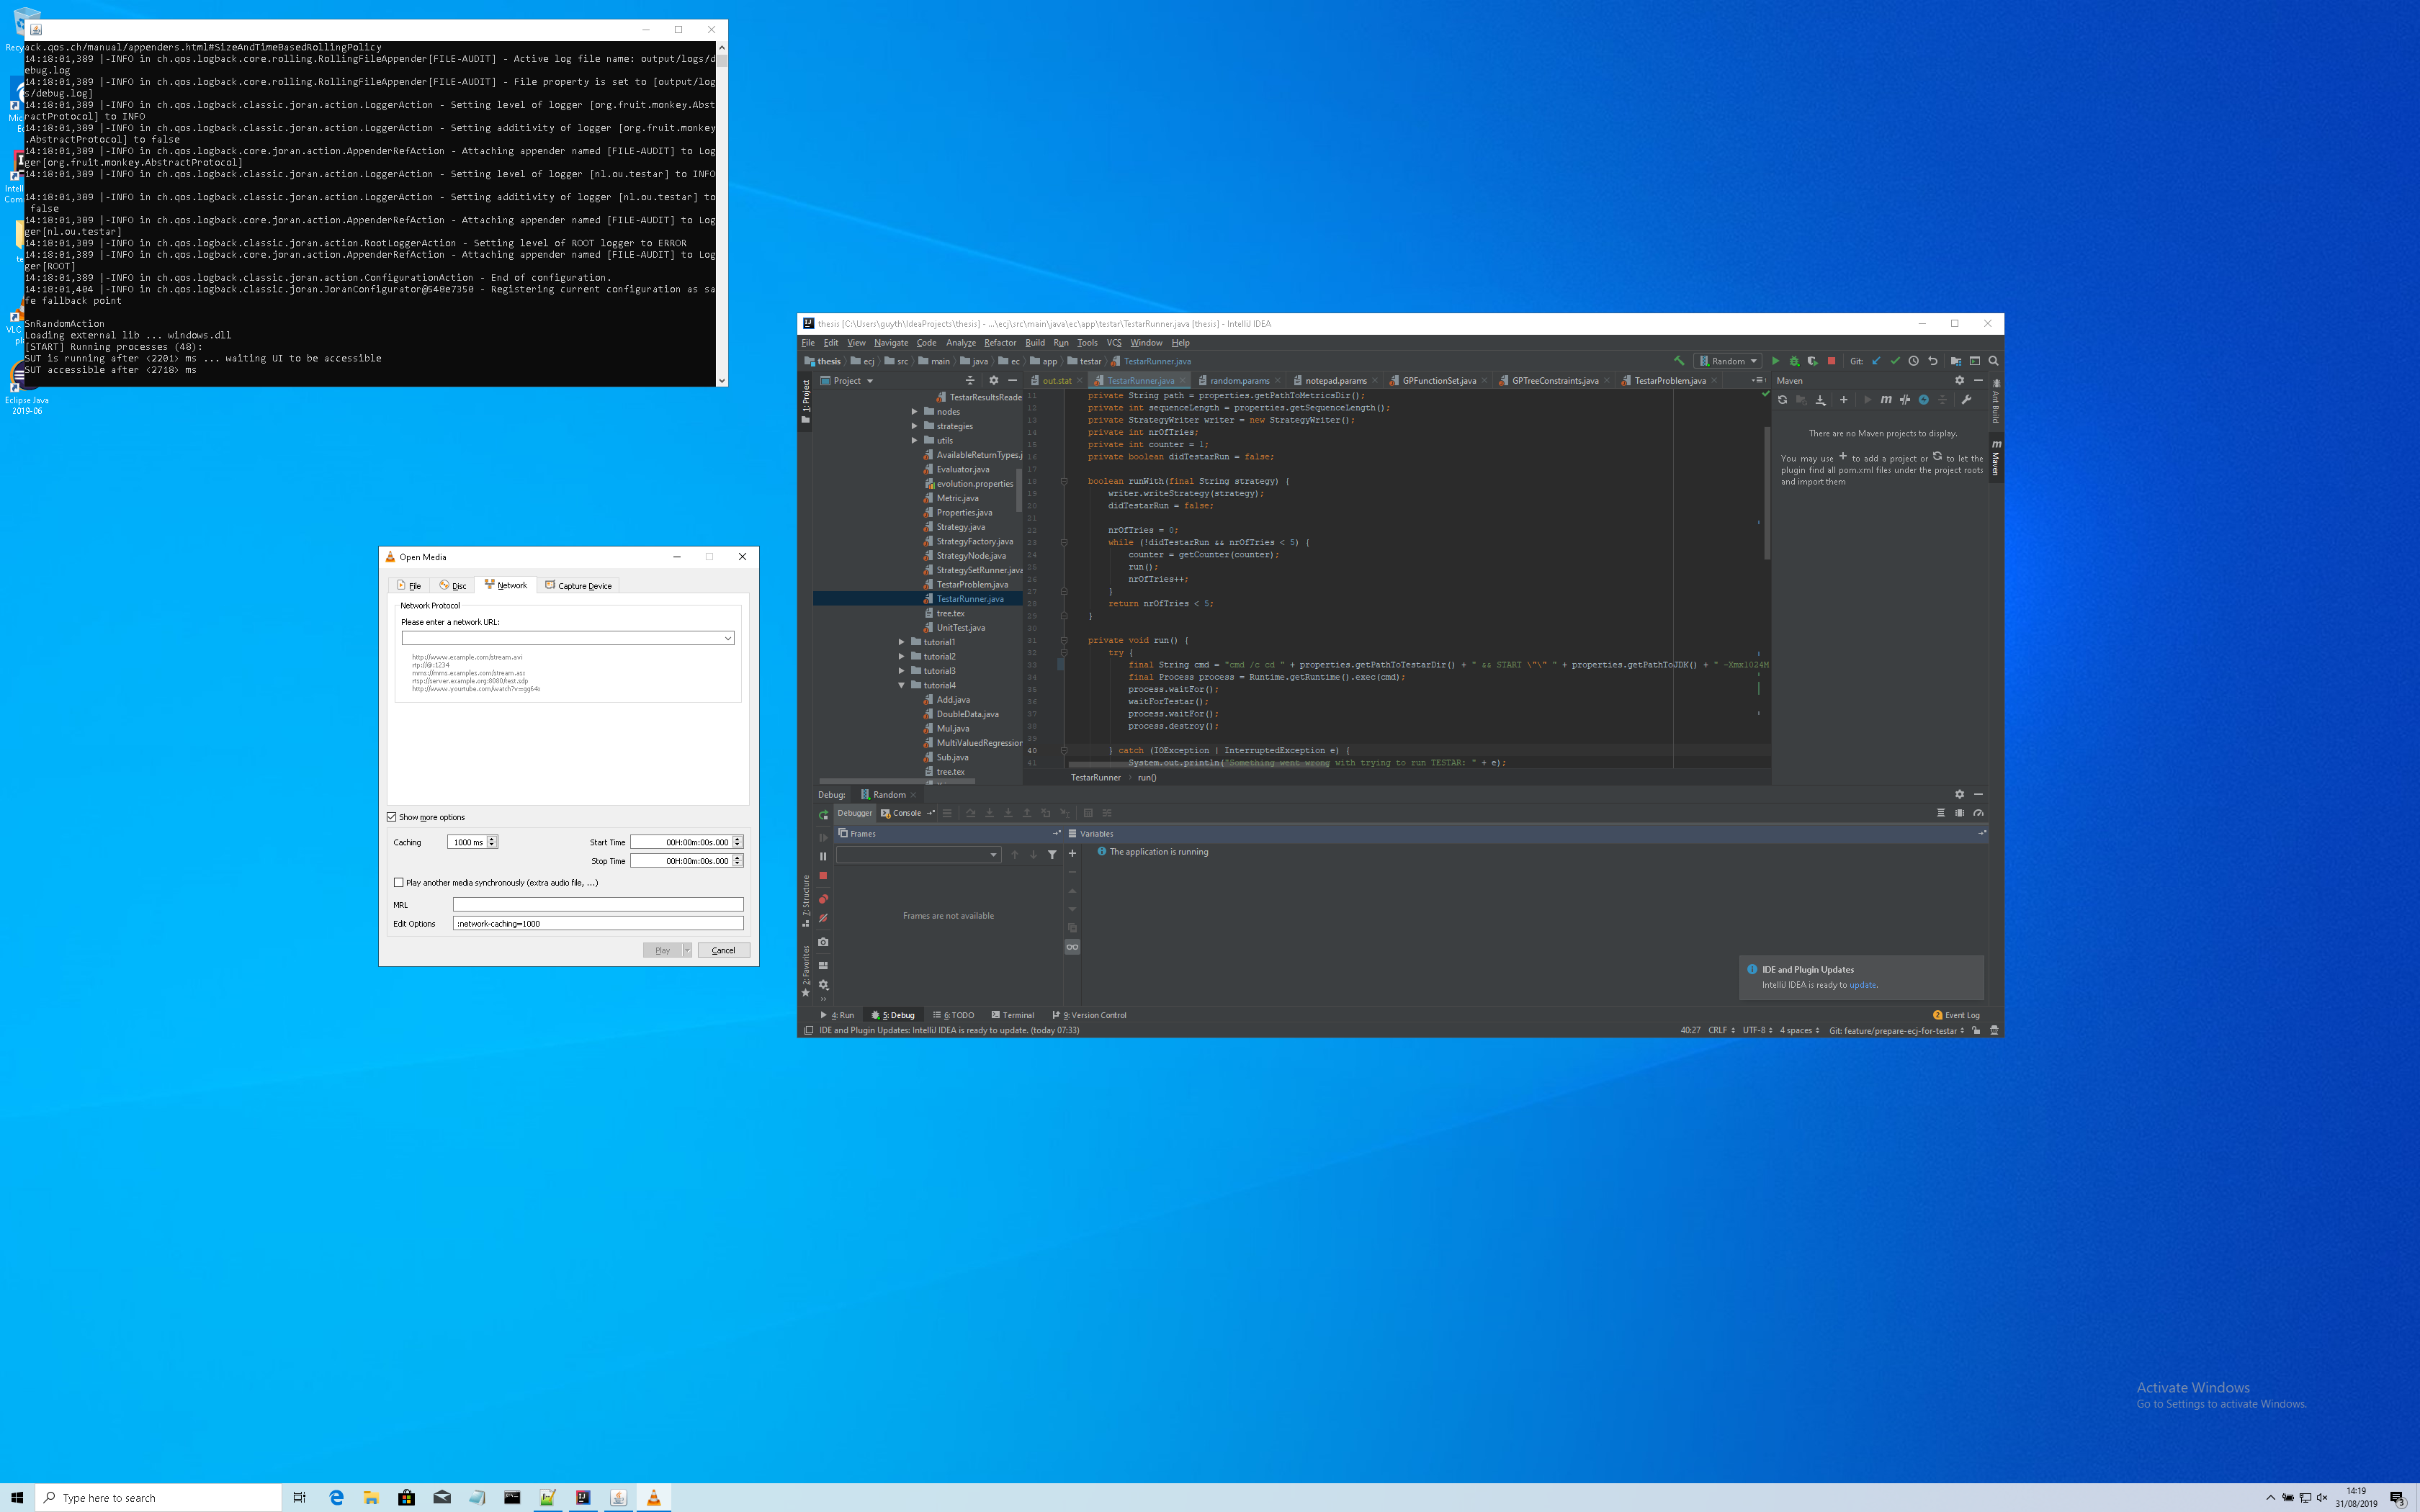 ack.qos.ch/manual/appenders.html#SizeAndTimeBasedRollingPolicy
14:18:01,389 |-INFO in ch.qos.logback.core.rolling.RollingFileAppender[FILE-AUDIT] - Active log file name: output/logs/d
ebug.log
14:18:01,389 |-INFO in ch.qos.logback.core.rolling.RollingFileAppender[FILE-AUDIT] - File property is set to [output/log
s/debug.log]
14:18:01,389 |-INFO in ch.qos.logback.classic.joran.action.LoggerAction - Setting level of logger [org.fruit.monkey.Abst
ractProtocol] to INFO
14:18:01,389 |-INFO in ch.qos.logback.classic.joran.action.LoggerAction - Setting additivity of logger [org.fruit.monkey
.AbstractProtocol] to false
14:18:01,389 |-INFO in ch.qos.logback.core.joran.action.AppenderRefAction - Attaching appender named [FILE-AUDIT] to Log
ger[org.fruit.monkey.AbstractProtocol]
14:18:01,389 |-INFO in ch.qos.logback.classic.joran.action.LoggerAction - Setting level of logger [nl.ou.testar] to INFO
14:18:01,389 |-INFO in ch.qos.logback.classic.joran.action.LoggerAction - Setting additivity of logger [nl.ou.testar] to
false
14:18:01,389 |-INFO in ch.qos.logback.core.joran.action.AppenderRefAction - Attaching appender named [FILE-AUDIT] to Log
ger[nl.ou.testar]
14:18:01,389 |-INFO in ch.qos.logback.classic.joran.action.RootLoggerAction - Setting level of ROOT logger to ERROR
14:18:01,389 |-INFO in ch.qos.logback.core.joran.action.AppenderRefAction - Attaching appender named [FILE-AUDIT] to Log
ger[ROOT]
14:18:01,389 |-INFO in ch.qos.logback.classic.joran.action.ConfigurationAction - End of configuration.
14:18:01,404 |-INFO in ch.qos.logback.classic.joran.JoranConfigurator@548e7350 - Registering current configuration as sa
fe fallback point
SnRandomAction
Loading external lib ... windows.dll
[START] Running processes (48):
SUT is running after <2201> ms ... waiting UI to be accessible
SUT accessible after <2718> ms
Eclipse Java
2019-06
Open Media
File Disc Network Capture Device
Network Protocol
Please enter a network URL:
http://www.example.com/stream.avi
rtp://@:1234
mms://mms.examples.com/stream.asx
rtsp://server.example.org:8080/test.sdp
http://www.yourtube.com/watch?v=gg64x
Show more options
Caching 1000 ms Start Time 00H:00m:00s.000
Stop Time 00H:00m:00s.000
Play another media synchronously (extra audio file, ...)
MRL
Edit Options :network-caching=1000
Play Cancel
thesis [C:\Users\guyth\IdeaProjects\thesis] - ...\ecj\src\main\java\ec\app\testar\TestarRunner.java [thesis] - IntelliJ IDEA
File Edit View Navigate Code Analyze Refactor Build Run Tools VCS Window Help
thesis ecj src main java ec app testar TestarRunner.java Random Git:
Project out.stat TestarRunner.java random.params notepad.params GPFunctionSet.java GPTreeConstraints.java TestarProblem.java Maven
1: Project
TestarResultsReade
nodes
strategies
utils
AvailableReturnTypes.j
Evaluator.java
evolution.properties
Metric.java
Properties.java
Strategy.java
StrategyFactory.java
StrategyNode.java
StrategySetRunner.java
TestarProblem.java
TestarRunner.java
tree.tex
UnitTest.java
tutorial1
tutorial2
tutorial3
tutorial4
Add.java
DoubleData.java
Mul.java
MultiValuedRegression
Sub.java
tree.tex
11 private String path = properties.getPathToMetricsDir();
12 private int sequenceLength = properties.getSequenceLength();
13 private StrategyWriter writer = new StrategyWriter();
14 private int nrOfTries;
15 private int counter = 1;
16 private boolean didTestarRun = false;
17
18 boolean runWith(final String strategy) {
19 writer.writeStrategy(strategy);
20 didTestarRun = false;
21
22 nrOfTries = 0;
23 while (!didTestarRun && nrOfTries < 5) {
24 counter = getCounter(counter);
25 run();
26 nrOfTries++;
27 }
28 return nrOfTries < 5;
29 }
30
31 private void run() {
32 try {
33 final String cmd = "cmd /c cd " + properties.getPathToTestarDir() + " && START \"\" " + properties.getPathToJDK() + " -Xmx1024M
34 final Process process = Runtime.getRuntime().exec(cmd);
35 process.waitFor();
36 waitForTestar();
37 process.waitFor();
38 process.destroy();
39
40 } catch (IOException | InterruptedException e) {
41 System.out.println("Something went wrong with trying to run TESTAR: " + e);
TestarRunner run()
There are no Maven projects to display.
You may use + to add a project or to let the
plugin find all pom.xml files under the project roots
and import them
Ant Build
Maven
Debug: Random
Debugger Console
Frames Variables
The application is running
Frames are not available
7: Structure
2: Favorites
IDE and Plugin Updates
IntelliJ IDEA is ready to update.
4: Run 5: Debug 6: TODO Terminal 9: Version Control 2 Event Log
IDE and Plugin Updates: IntelliJ IDEA is ready to update. (today 07:33) 40:27 CRLF UTF-8 4 spaces Git: feature/prepare-ecj-for-testar
Activate Windows
Go to Settings to activate Windows.
Type here to search
14:19
31/08/2019
3